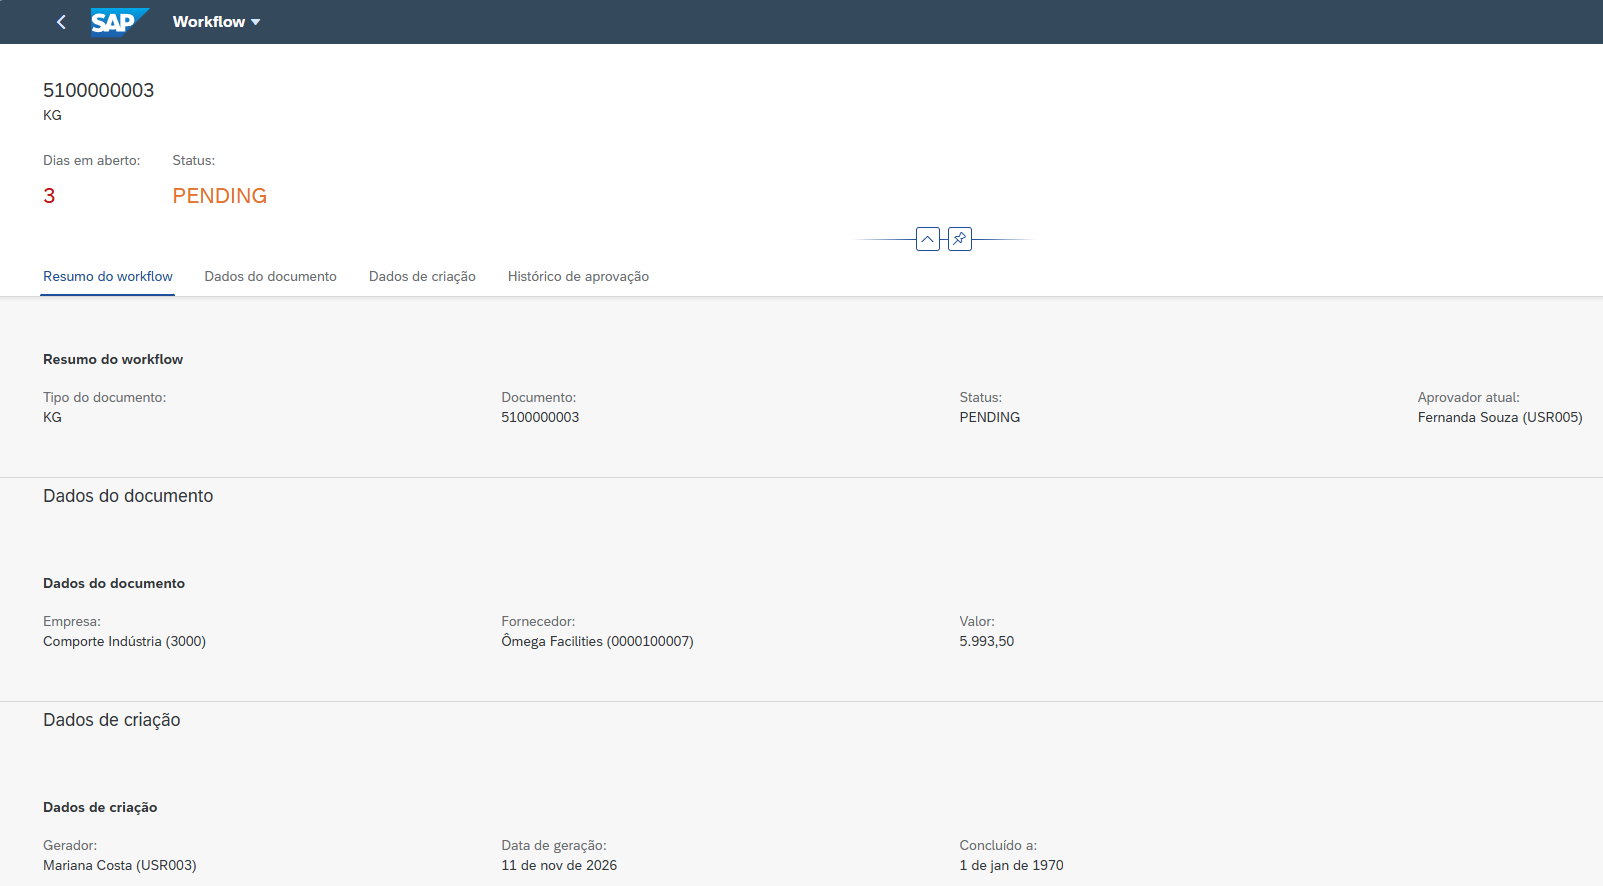 SAP Workflow
5100000003
KG
Dias em aberto: Status:
3 PENDING
Resumo do workflow Dados do documento Dados de criação Histórico de aprovação
Resumo do workflow
Tipo do documento: Documento: Status: Aprovador atual:
KG 5100000003 PENDING Fernanda Souza (USR005)
Dados do documento
Dados do documento
Empresa: Fornecedor: Valor:
Comporte Indústria (3000) Ômega Facilities (0000100007) 5.993,50
Dados de criação
Dados de criação
Gerador: Data de geração: Concluído a:
Mariana Costa (USR003) 11 de nov de 2026 1 de jan de 1970